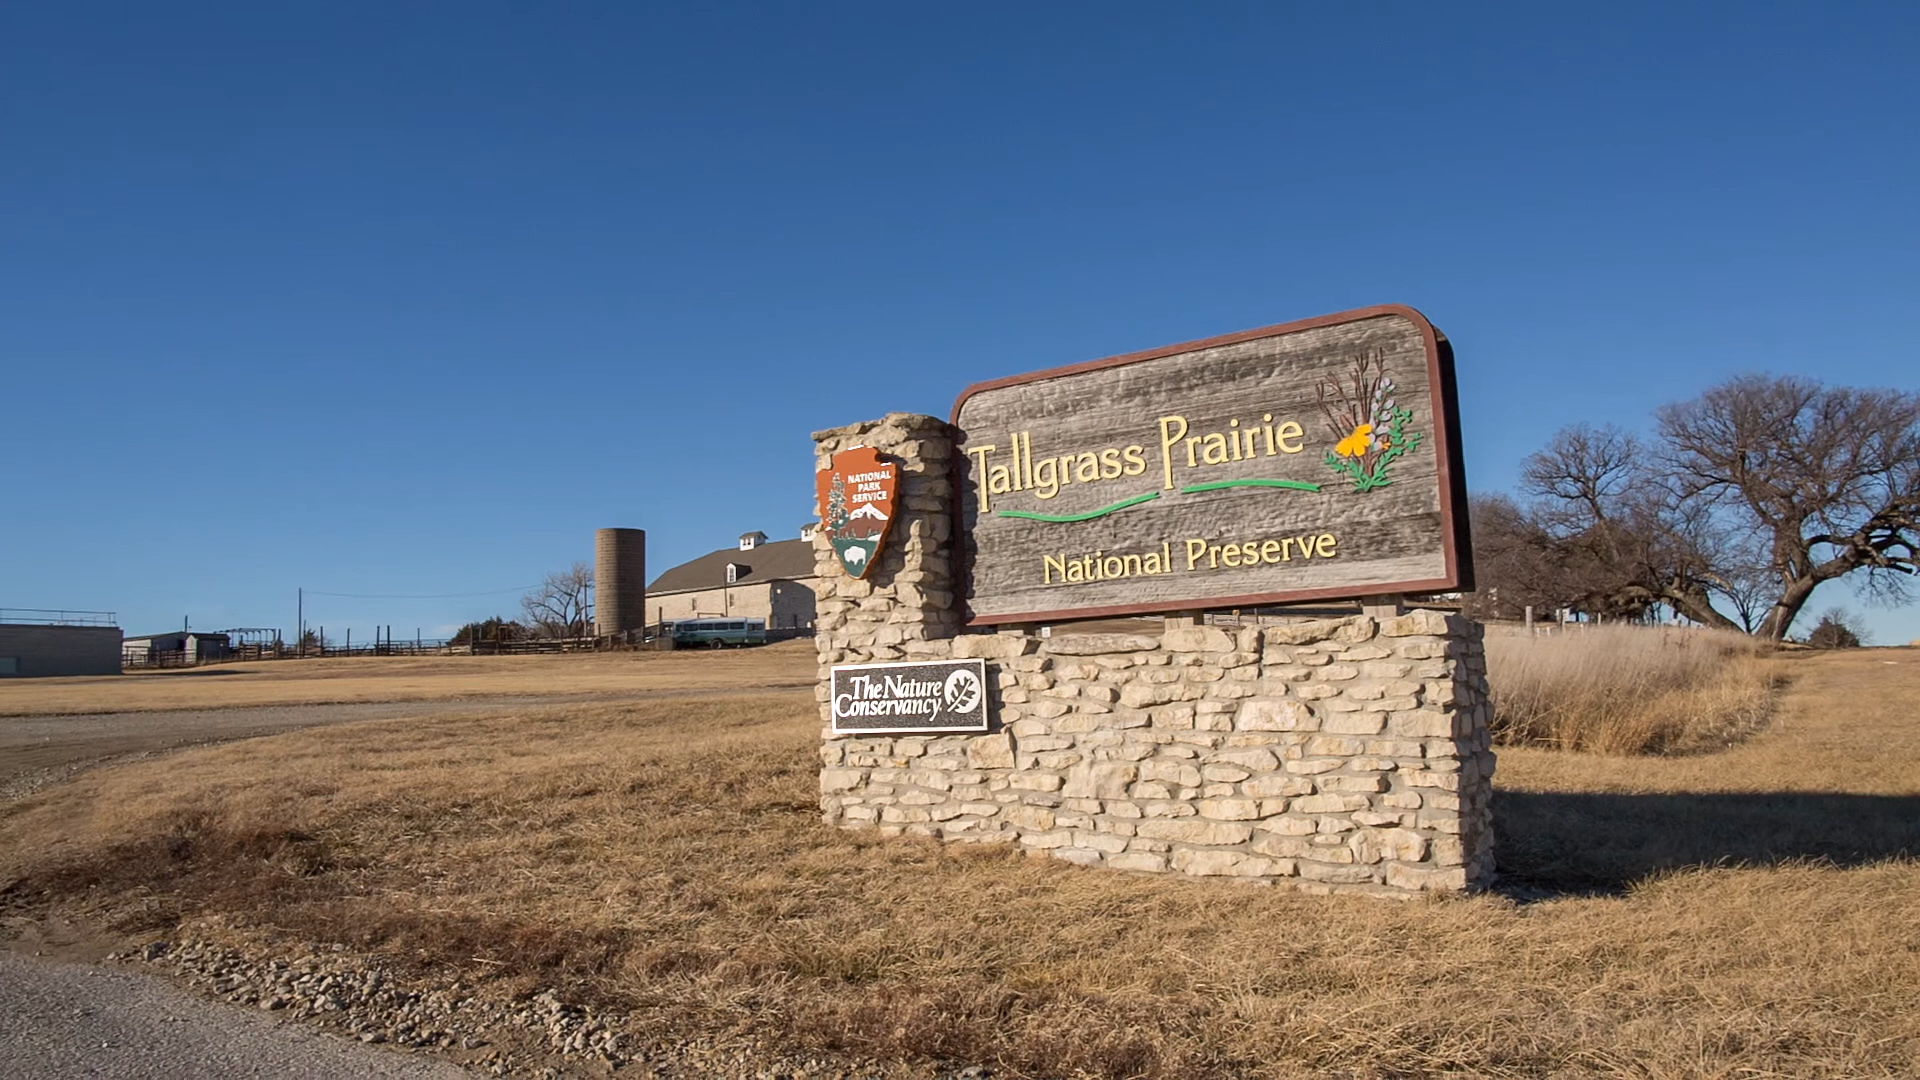 Tallgrass Prairie
National Preserve
NATIONAL
PARK
SERVICE
The Nature
Conservancy